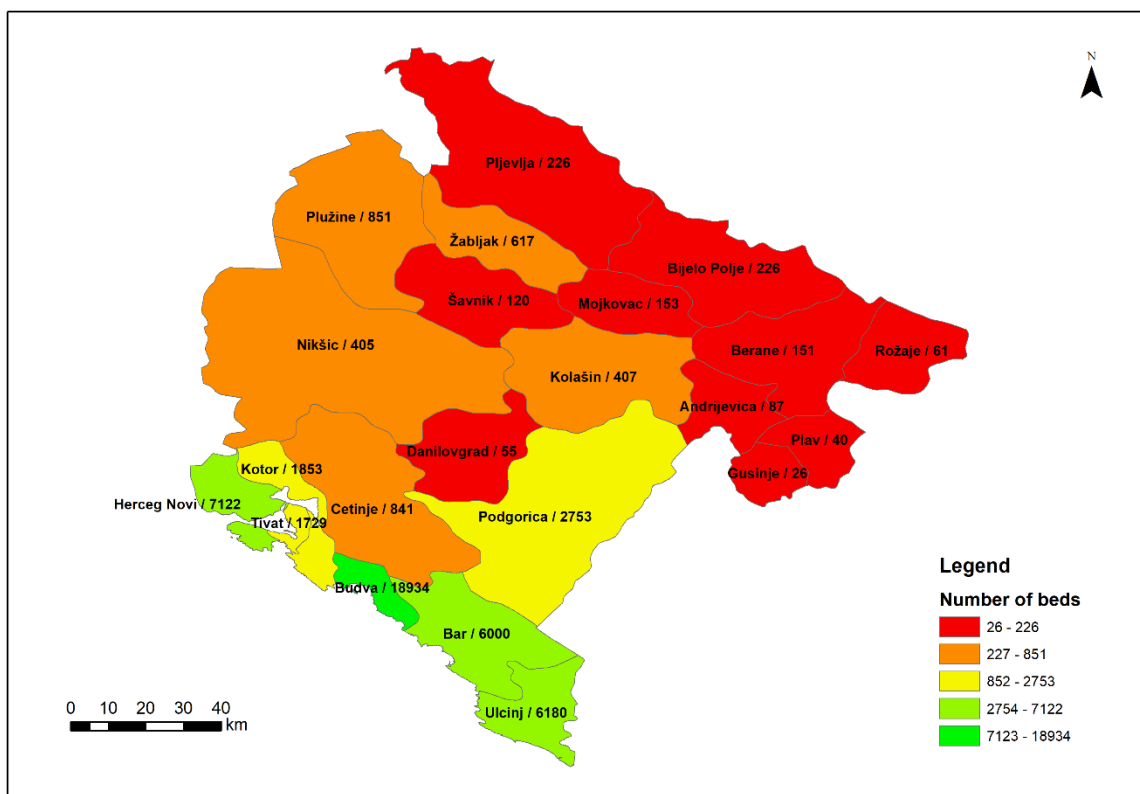 N
Pljevlja / 226
Plužine / 851
Žabljak / 617
Bijelo Polje / 226
Šavnik / 120
Mojkovac / 153
Nikšic / 405
Berane / 151
Rožaje / 61
Kolašin / 407
Andrijevica / 87
Plav / 40
Danilovgrad / 55
Gusinje / 26
Kotor / 1853
Herceg Novi / 7122
Cetinje / 841
Tivat / 1729
Podgorica / 2753
Budva / 18934
Bar / 6000
Ulcinj / 6180
0 10 20 30 40
km
Legend
Number of beds
26 - 226
227 - 851
852 - 2753
2754 - 7122
7123 - 18934